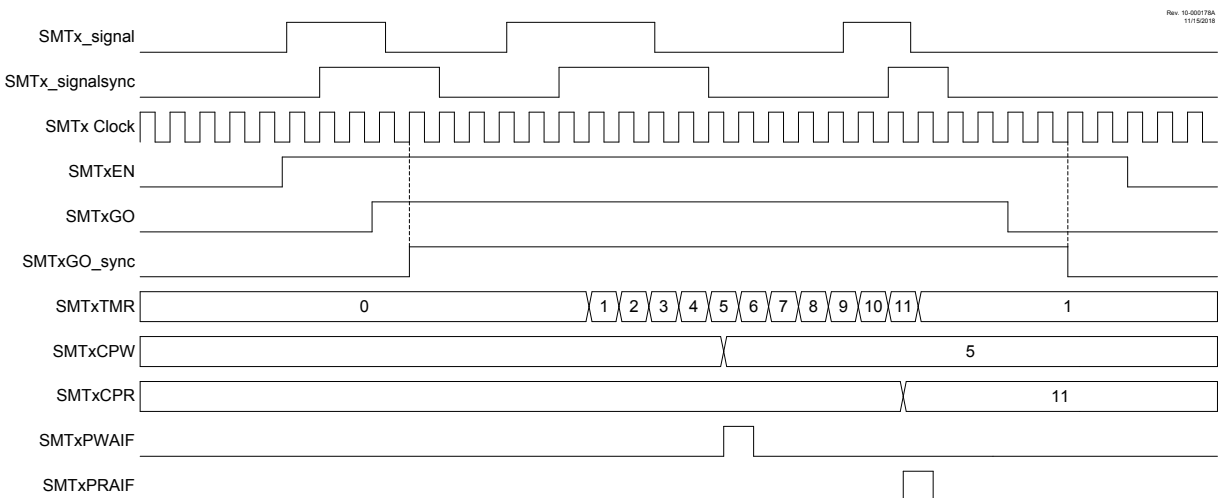 Rev. 10-000178A
11/15/2018
SMTx_signal
SMTx_signalsync
SMTx Clock
SMTxEN
SMTxGO
SMTxGO_sync
SMTxTMR 0 1 2 3 4 5 6 7 8 9 10 11 1
SMTxCPW 5
SMTxCPR 11
SMTxPWAIF
SMTxPRAIF